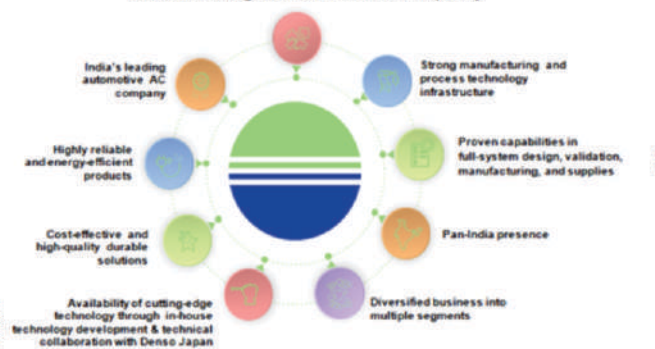 India's leading
automotive AC
company
Strong manufacturing and
process technology
infrastructure
Highly reliable
and energy-efficient
products
Proven capabilities in
full-system design, validation,
manufacturing, and supplies
Cost-effective and
high-quality durable
solutions
Pan-India presence
Availability of cutting-edge
technology through in-house
technology development & technical
collaboration with Denso Japan
Diversified business into
multiple segments